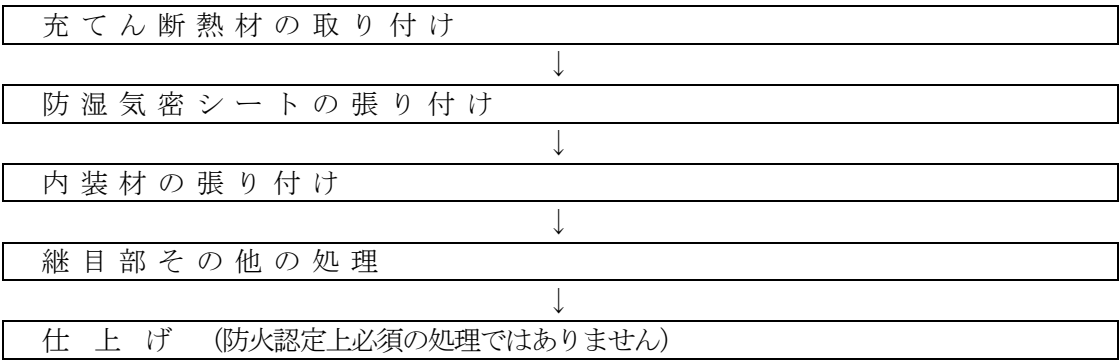 充てん断熱材の取り付け
↓
防湿気密シートの張り付け
↓
内装材の張り付け
↓
継目部その他の処理
↓
仕上げ (防火認定上必須の処理ではありません)